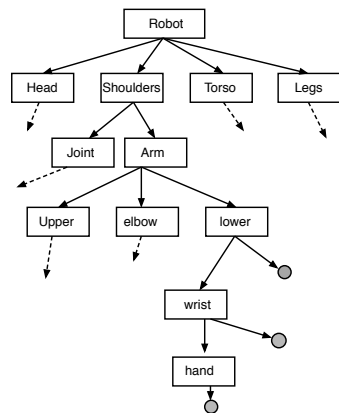 Robot
Head Shoulders Torso Legs
Joint Arm
Upper elbow lower
wrist
hand